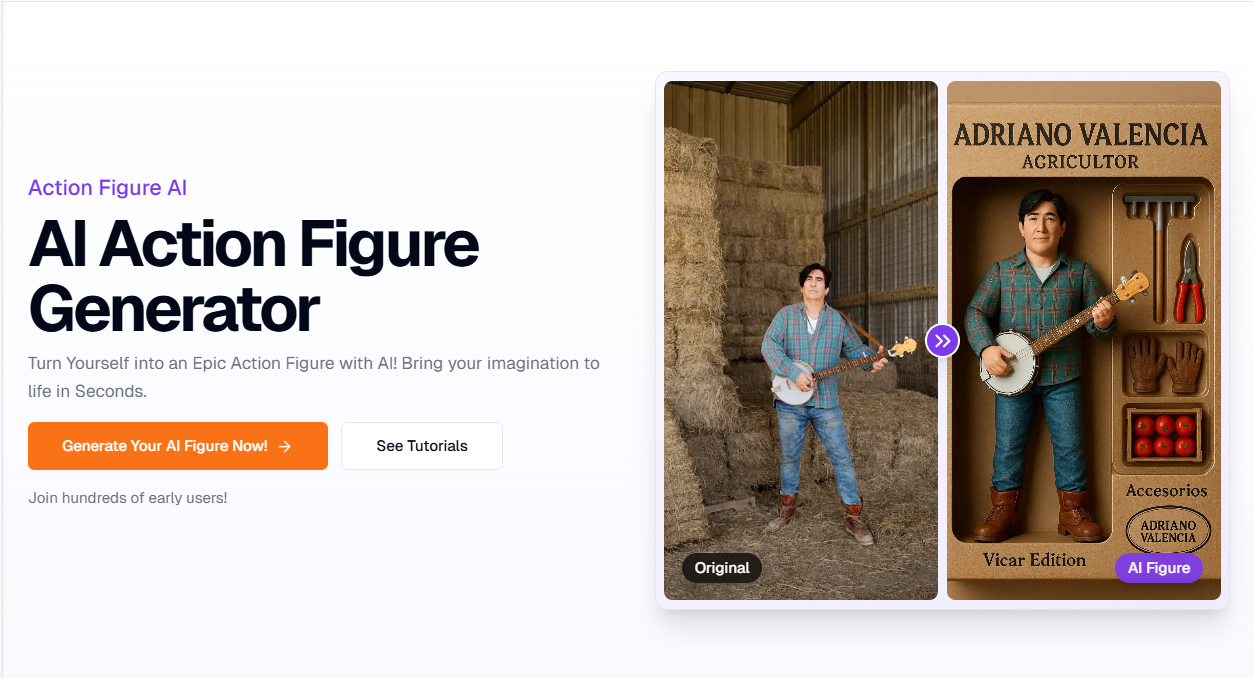 Action Figure AI
AI Action Figure
Generator
Turn Yourself into an Epic Action Figure with AI! Bring your imagination to
life in Seconds.
Generate Your AI Figure Now! →
See Tutorials
Join hundreds of early users!
Original
ADRIANO VALENCIA
AGRICULTOR
Accesorios
ADRIANO
VALENCIA
Vicar Edition
AI Figure